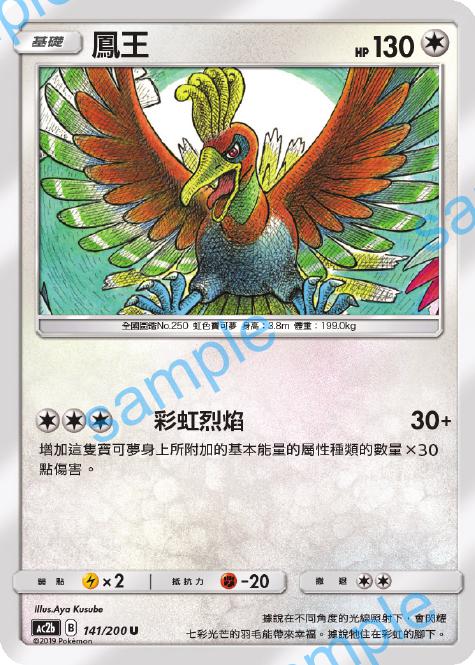 基礎 鳳王 HP 130
全國圖鑑No.250 虹色寶可夢 身高：3.8m 體重：199.0kg
彩虹烈焰 30+
增加這隻寶可夢身上所附加的基本能量的屬性種類的數量×30
點傷害。
弱點 ×2 抵抗力 -20 撤退
illus.Aya Kusube
AC2b B 141/200 U
©2019 Pokémon
據說在不同角度的光線照射下，會閃耀
七彩光芒的羽毛能帶來幸福。據說牠住在彩虹的腳下。
sample
sample
sample
sample
sa